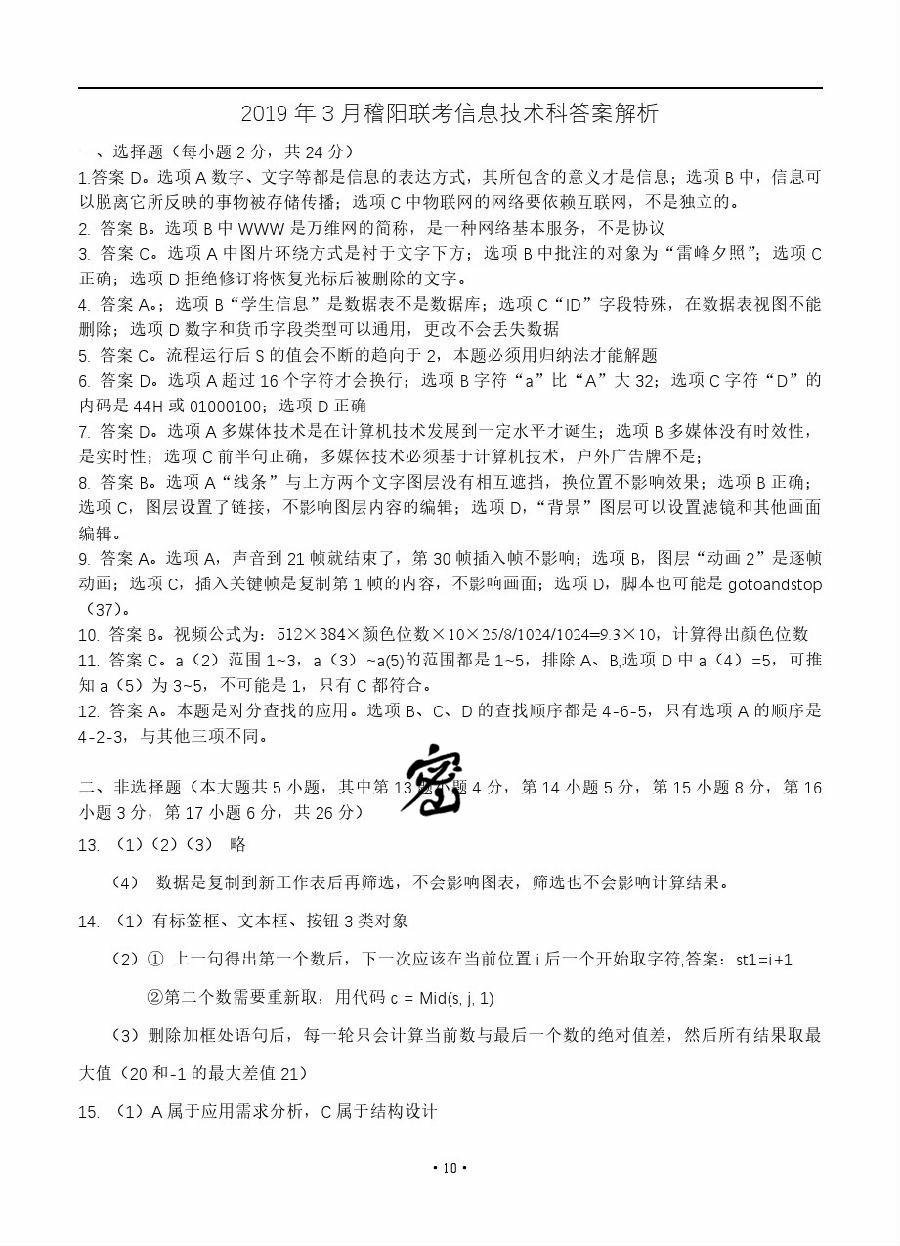 2019 年 3 月稽阳联考信息技术科答案解析
、选择题（每小题 2 分，共 24 分）
1.答案 D。选项 A 数字、文字等都是信息的表达方式，其所包含的意义才是信息；选项 B 中，信息可
以脱离它所反映的事物被存储传播；选项 C 中物联网的网络要依赖互联网，不是独立的。
2. 答案 B。选项 B 中 WWW 是万维网的简称，是一种网络基本服务，不是协议
3. 答案 C。选项 A 中图片环绕方式是衬于文字下方；选项 B 中批注的对象为“雷峰夕照”；选项 C
正确；选项 D 拒绝修订将恢复光标后被删除的文字。
4. 答案 A。；选项 B“学生信息”是数据表不是数据库；选项 C“ID”字段特殊，在数据表视图不能
删除；选项 D 数字和货币字段类型可以通用，更改不会丢失数据
5. 答案 C。流程运行后 S 的值会不断的趋向于 2，本题必须用归纳法才能解题
6. 答案 D。选项 A 超过 16 个字符才会换行；选项 B 字符“a”比“A”大 32；选项 C 字符“D”的
内码是 44H 或 01000100；选项 D 正确
7. 答案 D。选项 A 多媒体技术是在计算机技术发展到一定水平才诞生；选项 B 多媒体没有时效性，
是实时性；选项 C 前半句正确，多媒体技术必须基于计算机技术，户外广告牌不是；
8. 答案 B。选项 A“线条”与上方两个文字图层没有相互遮挡，换位置不影响效果；选项 B 正确；
选项 C，图层设置了链接，不影响图层内容的编辑；选项 D，“背景”图层可以设置滤镜和其他画面
编辑。
9. 答案 A。选项 A，声音到 21 帧就结束了，第 30 帧插入帧不影响；选项 B，图层“动画 2”是逐帧
动画；选项 C，插入关键帧是复制第 1 帧的内容，不影响画面；选项 D，脚本也可能是 gotoandstop
（37）。
10. 答案 B。视频公式为：512×384×颜色位数×10×25/8/1024/1024=9.3×10，计算得出颜色位数
11. 答案 C。a（2）范围 1~3，a（3）~a(5)的范围都是 1~5，排除 A、B,选项 D 中 a（4）=5，可推
知 a（5）为 3~5，不可能是 1，只有 C 都符合。
12. 答案 A。本题是对分查找的应用。选项 B、C、D 的查找顺序都是 4-6-5，只有选项 A 的顺序是
4-2-3，与其他三项不同。
密
二、非选择题（本大题共 5 小题，其中第 13 题小题 4 分，第 14 小题 5 分，第 15 小题 8 分，第 16
小题 3 分，第 17 小题 6 分，共 26 分）
13. （1）（2）（3） 略
（4） 数据是复制到新工作表后再筛选，不会影响图表，筛选也不会影响计算结果。
14. （1）有标签框、文本框、按钮 3 类对象
（2）① 上一句得出第一个数后，下一次应该在当前位置 i 后一个开始取字符,答案：st1=i+1
②第二个数需要重新取，用代码 c = Mid(s, j, 1)
（3）删除加框处语句后，每一轮只会计算当前数与最后一个数的绝对值差，然后所有结果取最
大值（20 和-1 的最大差值 21）
15. （1）A 属于应用需求分析，C 属于结构设计
• 10 •